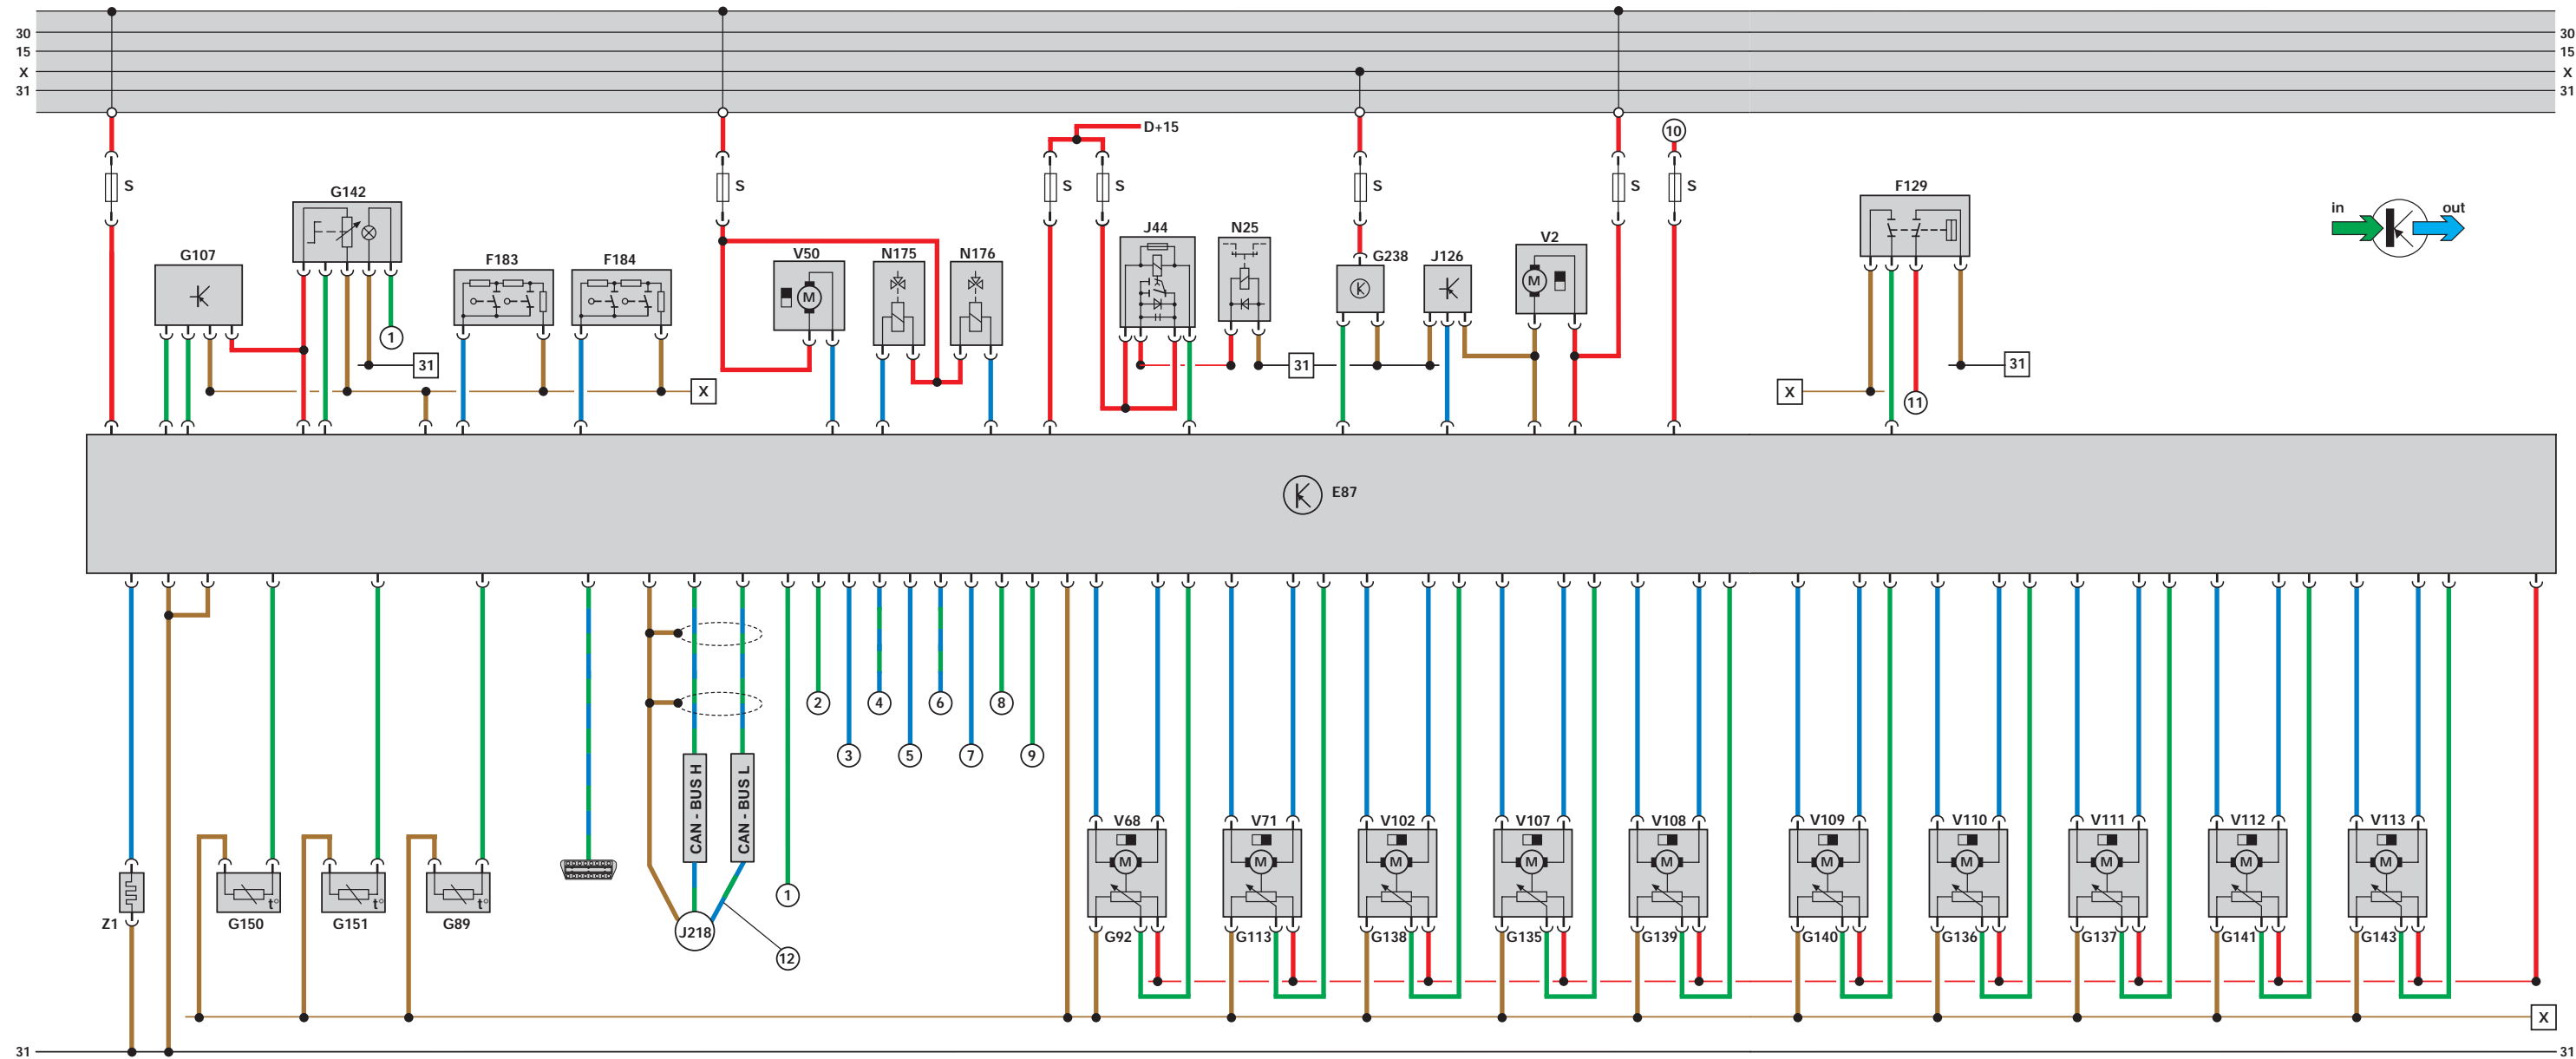 30 30
15 15
X X
31 31
D+15 10
S S S S S S S
G142 F129
in out
J44 N25 V2
G107 F183 F184 V50 N175 N176 G238 J126
M M
1 31 31 31
X X 11
E87
2 4 6 8
3 5 7 9
CAN - BUS H CAN - BUS L
V68 V71 V102 V107 V108 V109 V110 V111 V112 V113
M M M M M M M M M M
t° t° t° 1
Z1 G150 G151 G89 J218 G92 G113 G138 G135 G139 G140 G136 G137 G141 G143
12
X
31 31